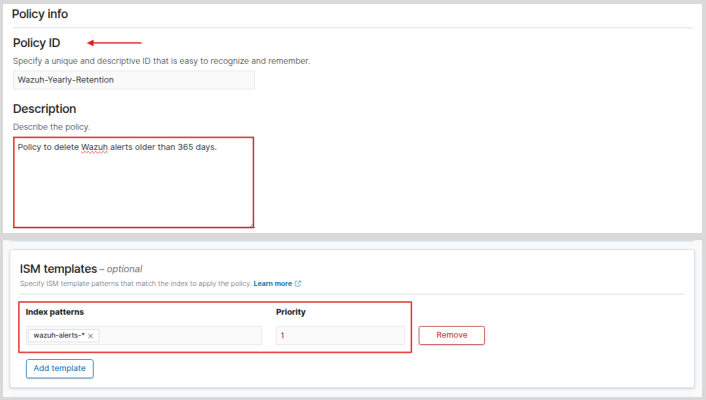 Policy info
Policy ID
Specify a unique and descriptive ID that is easy to recognize and remember.
Wazuh-Yearly-Retention
Description
Describe the policy.
Policy to delete Wazuh alerts older than 365 days.
ISM templates – optional
Specify ISM template patterns that match the index to apply the policy. Learn more
Index patterns Priority
wazuh-alerts-* × 1 Remove
Add template